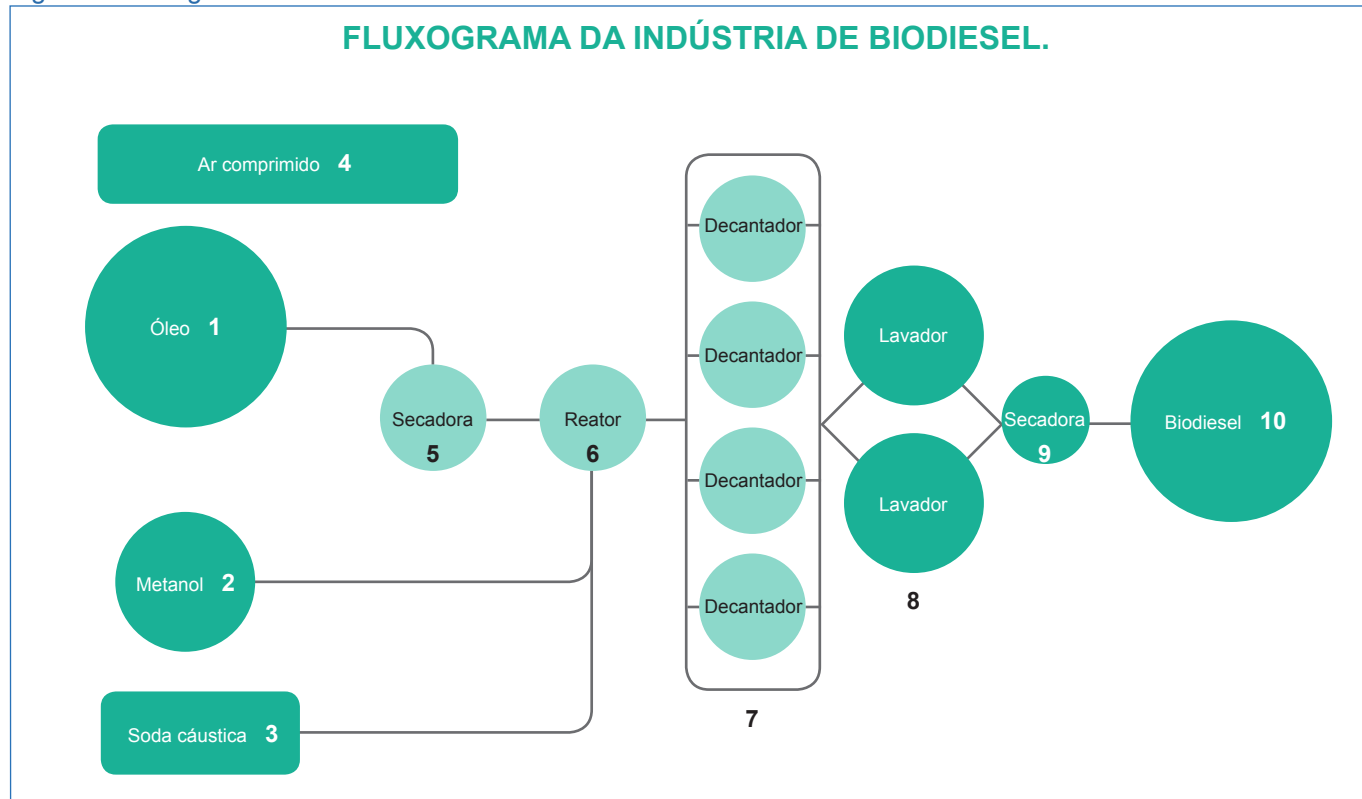 FLUXOGRAMA DA INDÚSTRIA DE BIODIESEL.
Ar comprimido 4
Óleo 1
Metanol 2
Soda cáustica 3
Secadora
5
Reator
6
Decantador
Decantador
Decantador
Decantador
7
Lavador
Lavador
8
Secadora
9
Biodiesel 10